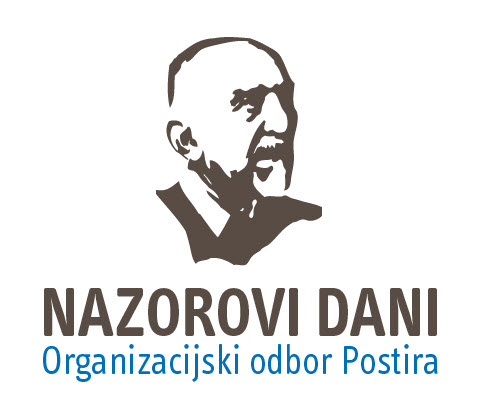 NAZOROVI DANI
Organizacijski odbor Postira